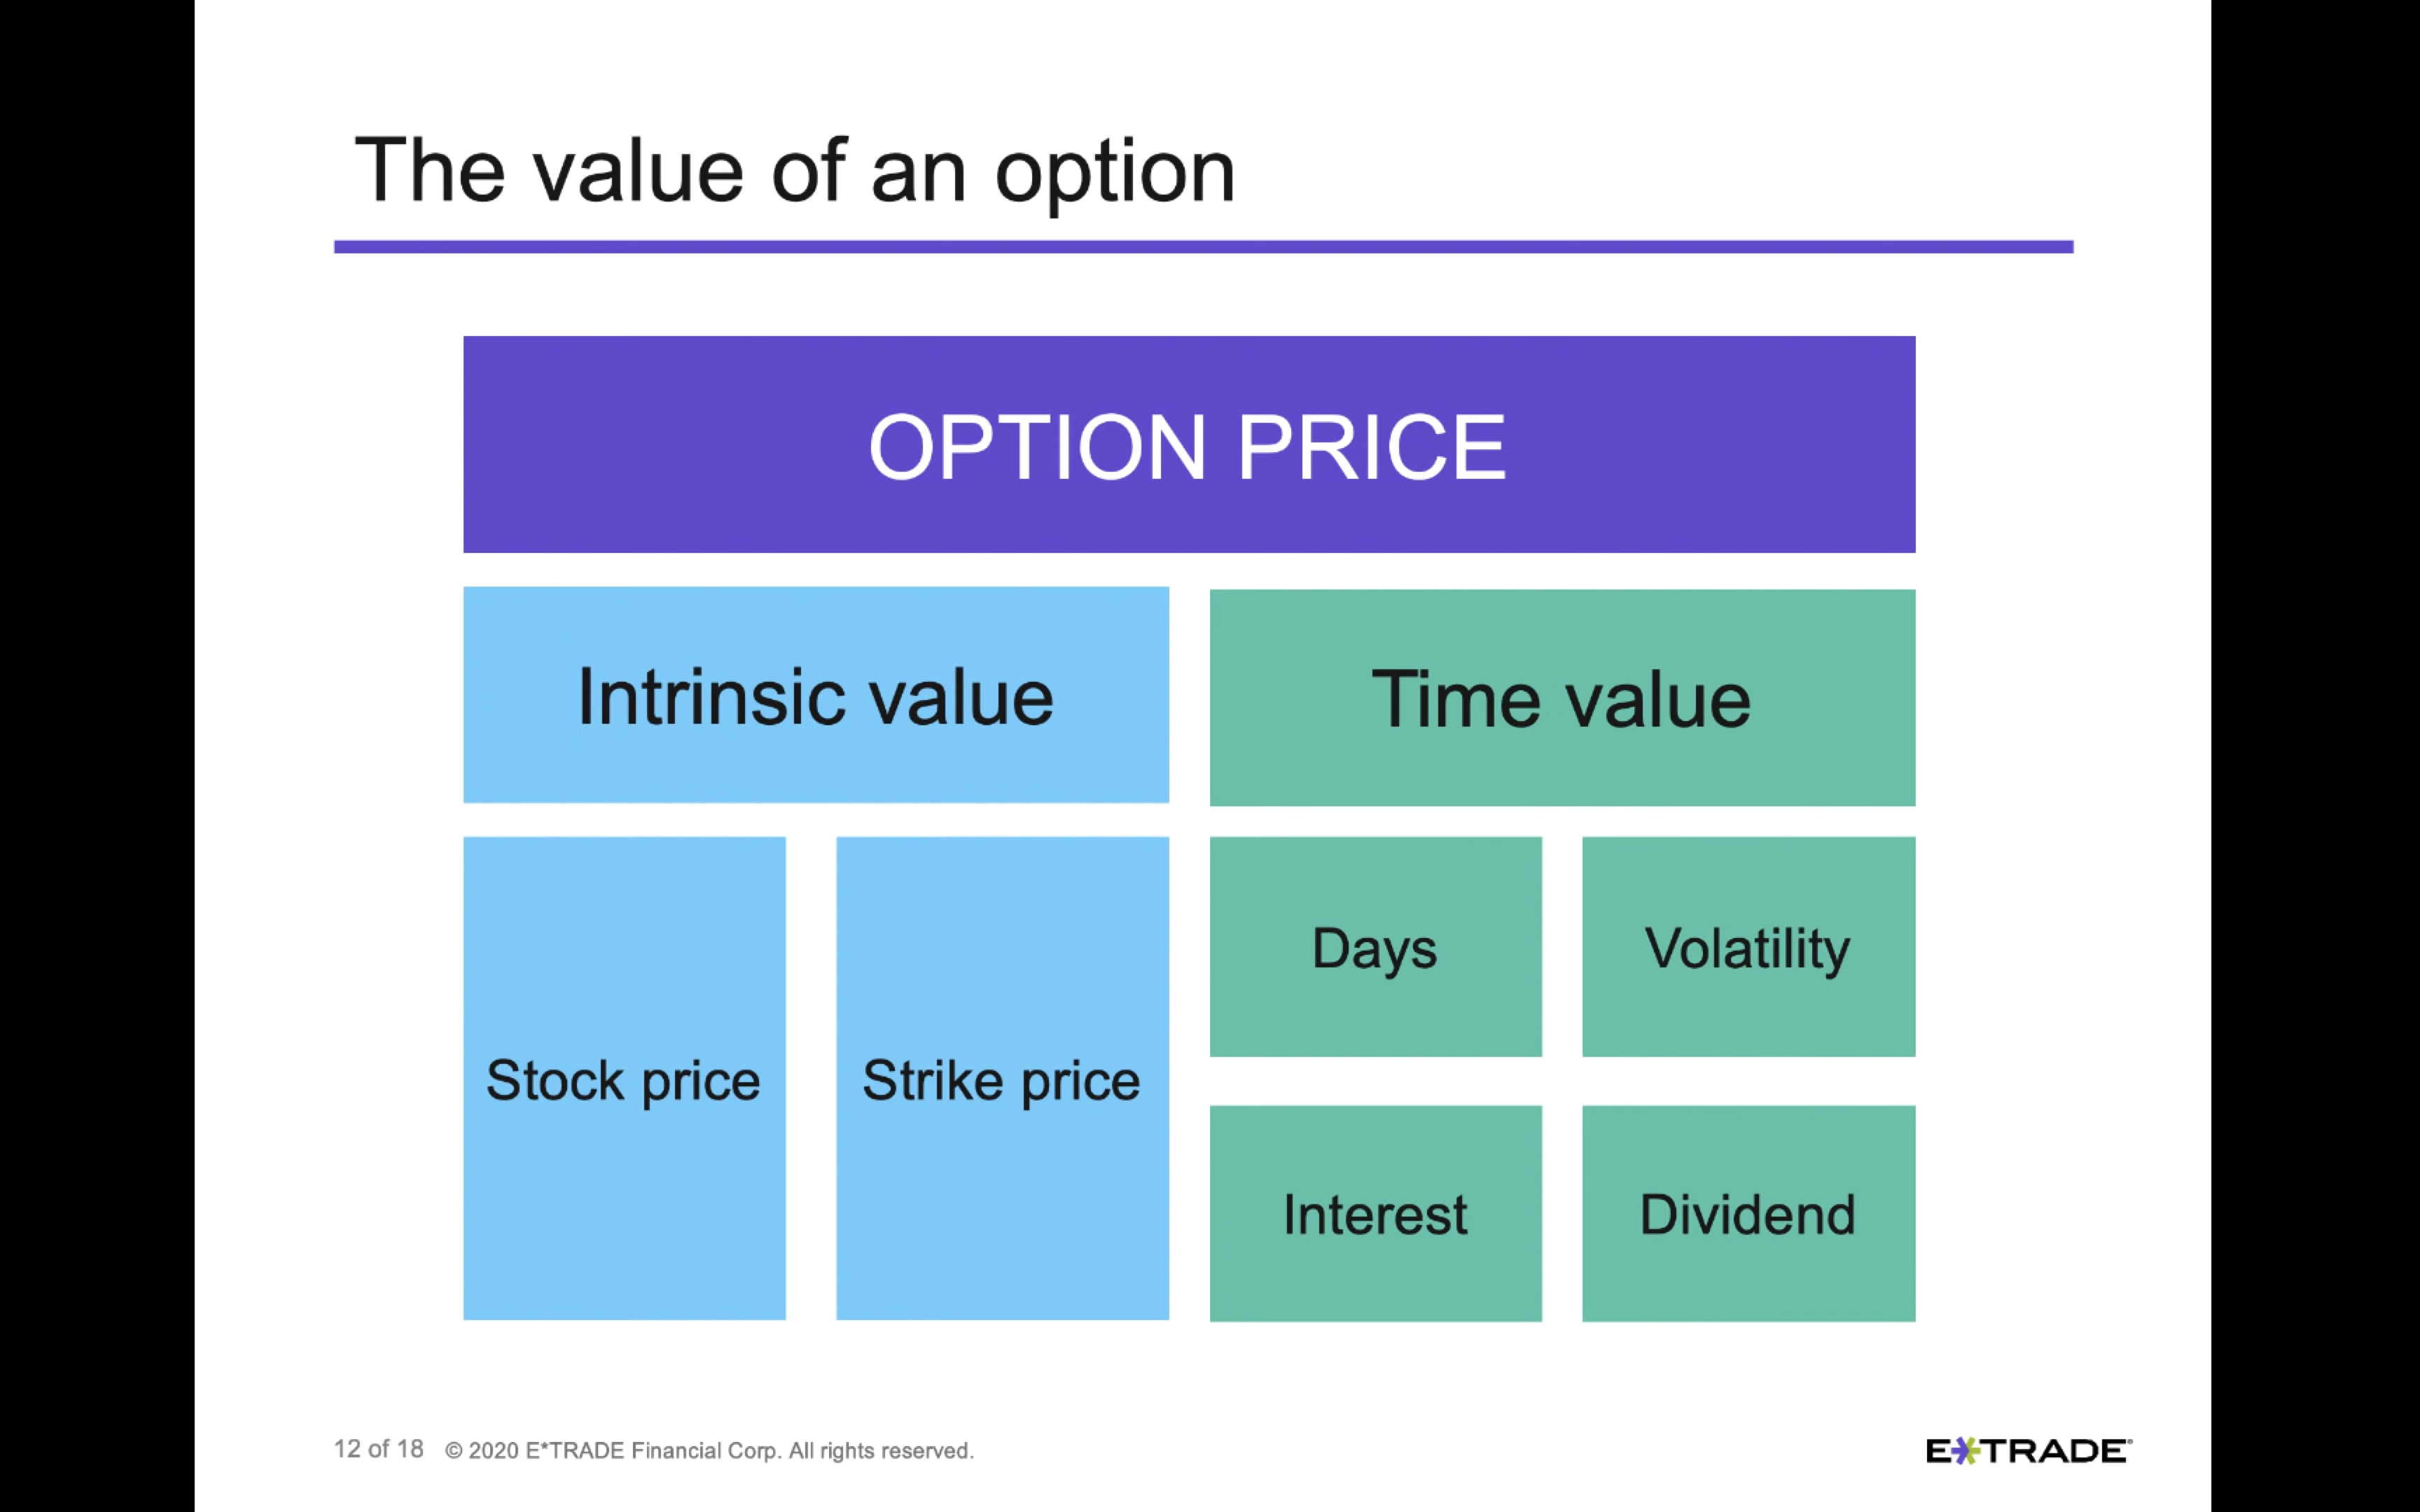 The value of an option
OPTION PRICE
Intrinsic value
Time value
Stock price
Strike price
Days
Volatility
Interest
Dividend
12 of 18 © 2020 E*TRADE Financial Corp. All rights reserved.
E*TRADE®